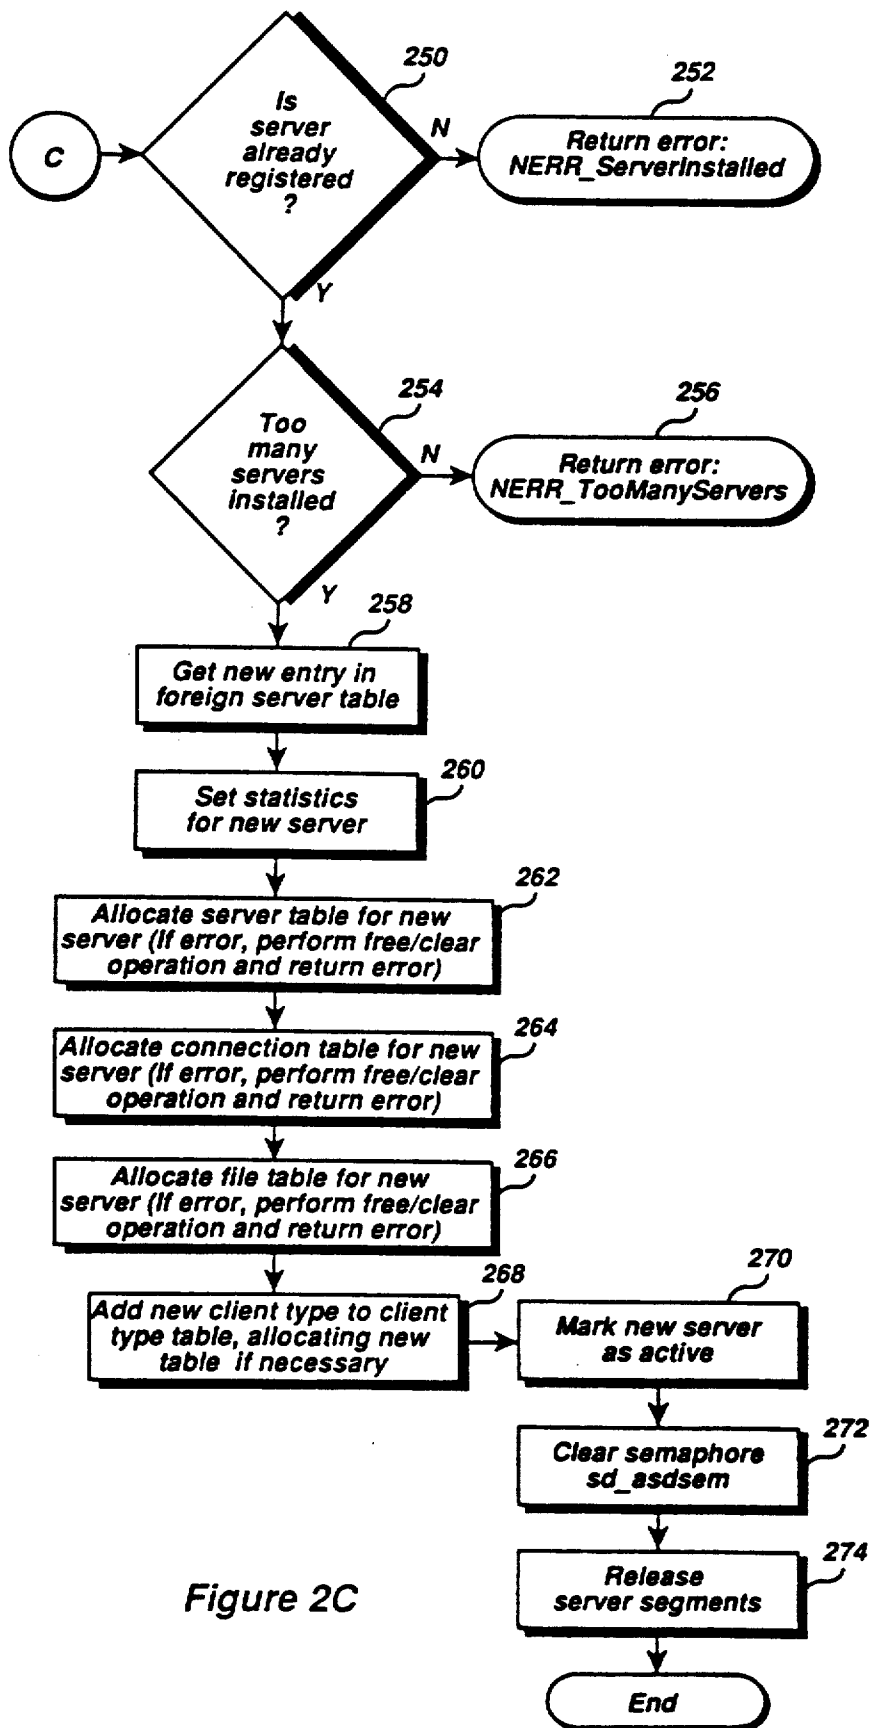 250
Is
server
already
registered
?
C
N
252
Return error:
NERR_ServerInstalled
Y
254
Too
many
servers
installed
?
N
256
Return error:
NERR_TooManyServers
Y
258
Get new entry in
foreign server table
260
Set statistics
for new server
262
Allocate server table for new
server (If error, perform free/clear
operation and return error)
264
Allocate connection table for new
server (If error, perform free/clear
operation and return error)
266
Allocate file table for new
server (If error, perform free/clear
operation and return error)
268
Add new client type to client
type table, allocating new
table if necessary
270
Mark new server
as active
272
Clear semaphore
sd_asdsem
274
Release
server segments
End
Figure 2C